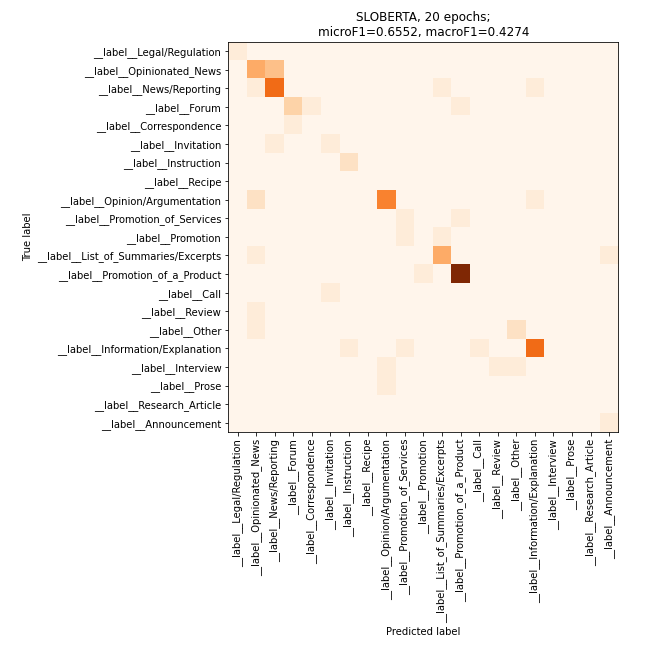 SLOBERTA, 20 epochs;
microF1=0.6552, macroF1=0.4274
True label
__label__Legal/Regulation
__label__Opinionated_News
__label__News/Reporting
__label__Forum
__label__Correspondence
__label__Invitation
__label__Instruction
__label__Recipe
__label__Opinion/Argumentation
__label__Promotion_of_Services
__label__Promotion
__label__List_of_Summaries/Excerpts
__label__Promotion_of_a_Product
__label__Call
__label__Review
__label__Other
__label__Information/Explanation
__label__Interview
__label__Prose
__label__Research_Article
__label__Announcement
__label__Legal/Regulation
__label__Opinionated_News
__label__News/Reporting
__label__Forum
__label__Correspondence
__label__Invitation
__label__Instruction
__label__Recipe
__label__Opinion/Argumentation
__label__Promotion_of_Services
__label__Promotion
__label__List_of_Summaries/Excerpts
__label__Promotion_of_a_Product
__label__Call
__label__Review
__label__Other
__label__Information/Explanation
__label__Interview
__label__Prose
__label__Research_Article
__label__Announcement
Predicted label